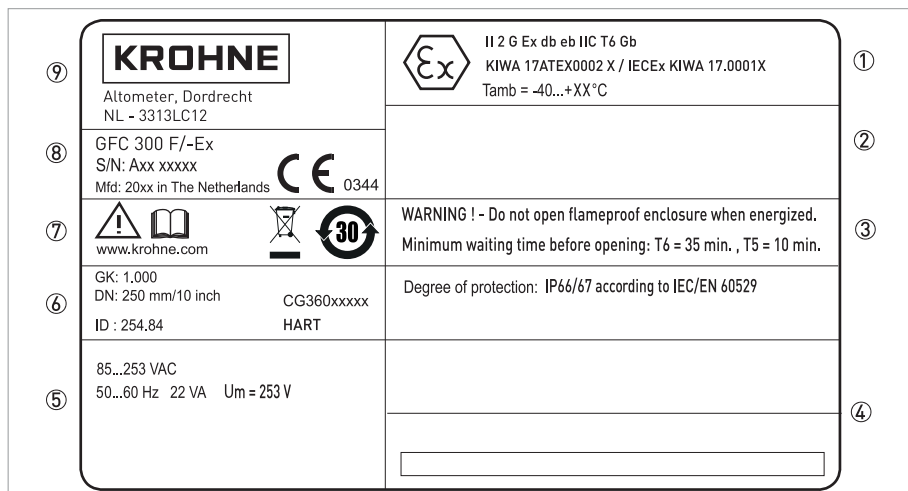 KROHNE
Altometer, Dordrecht
NL - 3313LC12
GFC 300 F/-Ex
S/N: Axx xxxxx
Mfd: 20xx in The Netherlands
CE 0344
www.krohne.com
30
GK: 1.000
DN: 250 mm/10 inch
CG360xxxxx
ID : 254.84
HART
85...253 VAC
50...60 Hz 22 VA Um = 253 V
Ex
II 2 G Ex db eb IIC T6 Gb
KIWA 17ATEX0002 X / IECEx KIWA 17.0001X
Tamb = -40...+XX°C
WARNING ! - Do not open flameproof enclosure when energized.
Minimum waiting time before opening: T6 = 35 min. , T5 = 10 min.
Degree of protection: IP66/67 according to IEC/EN 60529
①
②
③
④
⑤
⑥
⑦
⑧
⑨